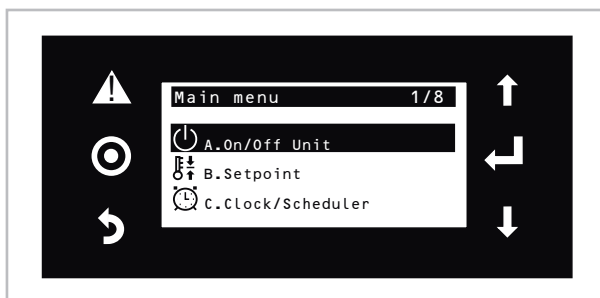 Main menu 1/8
A.On/Off Unit
B.Setpoint
C.Clock/Scheduler